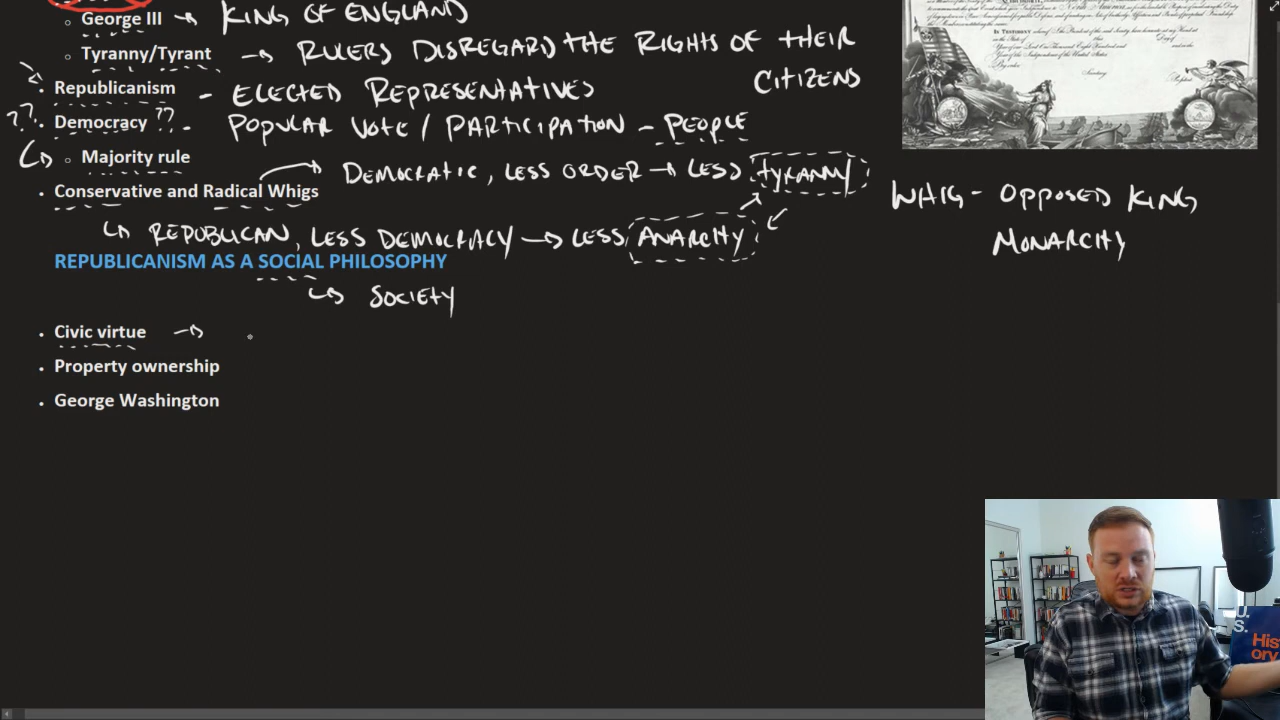 George III → KING OF ENGLAND
Tyranny/Tyrant → RULERS DISREGARD THE RIGHTS OF THEIR
CITIZENS
Republicanism - ELECTED REPRESENTATIVES
?? Democracy ?? - POPULAR VOTE / PARTICIPATION - PEOPLE
Majority rule
DEMOCRATIC, LESS ORDER → LESS TYRANNY
Conservative and Radical Whigs
WHIG - OPPOSED KING
MONARCHY
REPUBLICAN, LESS DEMOCRACY → LESS ANARCHY
REPUBLICANISM AS A SOCIAL PHILOSOPHY
SOCIETY
Civic virtue →
Property ownership
George Washington
U.
S.
His
ory